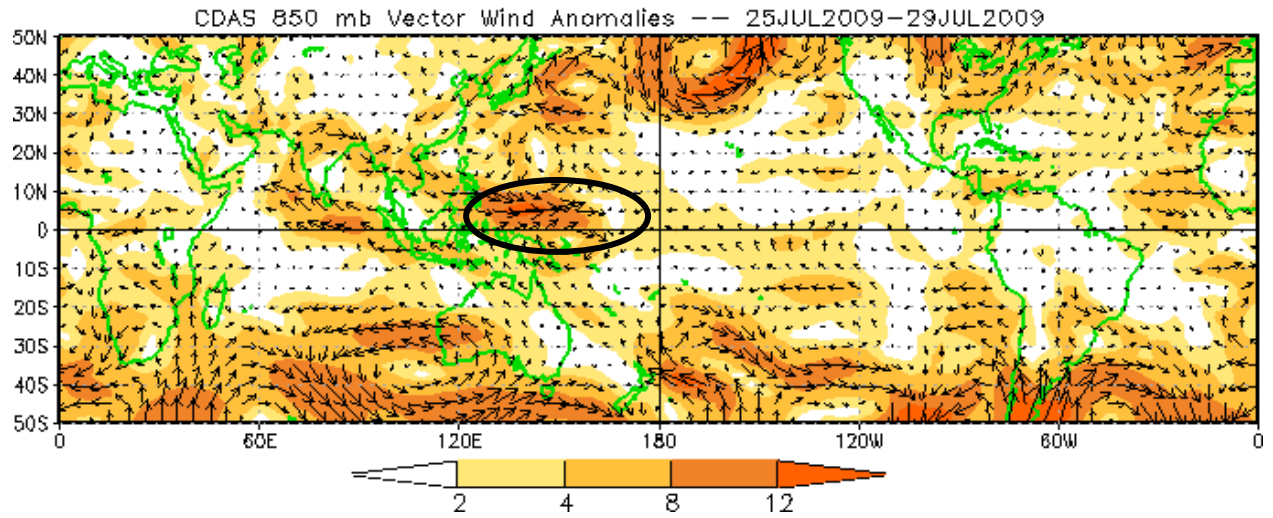 CDAS 850 mb Vector Wind Anomalies -- 25JUL2009-29JUL2009
50N
40N
30N
20N
10N
0
10S
20S
30S
40S
50S
0 60E 120E 180 120W 60W 0
2 4 8 12